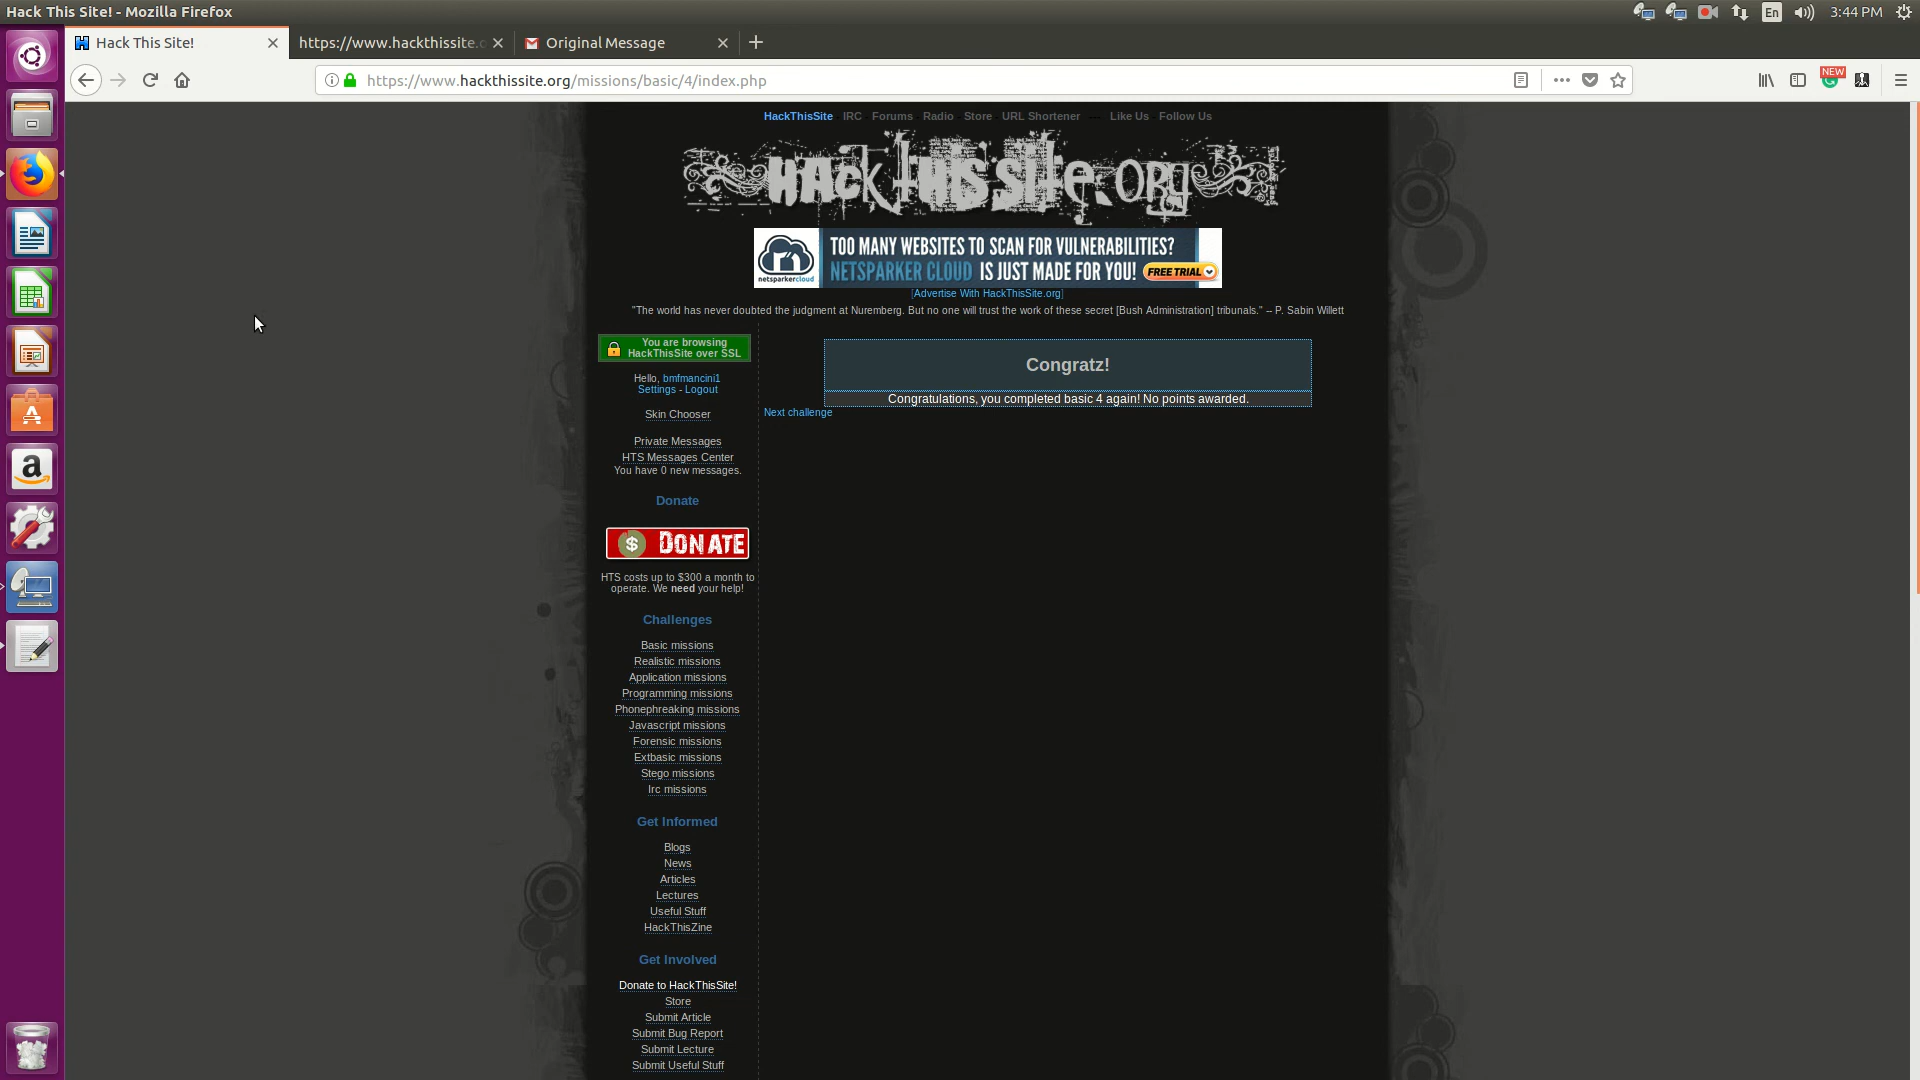 Hack This Site! - Mozilla Firefox
En
3:44 PM
Hack This Site!
https://www.hackthissite.o
Original Message
https://www.hackthissite.org/missions/basic/4/index.php
NEW
HackThisSite IRC Forums Radio Store URL Shortener --- Like Us Follow Us
HACK THIS SITE.ORG
TOO MANY WEBSITES TO SCAN FOR VULNERABILITIES?
NETSPARKER CLOUD IS JUST MADE FOR YOU!
FREE TRIAL
netsparkercloud
[Advertise With HackThisSite.org]
"The world has never doubted the judgment at Nuremberg. But no one will trust the work of these secret [Bush Administration] tribunals." -- P. Sabin Willett
You are browsing
HackThisSite over SSL
Hello, bmfmancini1
Settings - Logout
Skin Chooser
Private Messages
HTS Messages Center
You have 0 new messages.
Donate
$ DONATE
HTS costs up to $300 a month to
operate. We need your help!
Challenges
Basic missions
Realistic missions
Application missions
Programming missions
Phonephreaking missions
Javascript missions
Forensic missions
Extbasic missions
Stego missions
Irc missions
Get Informed
Blogs
News
Articles
Lectures
Useful Stuff
HackThisZine
Get Involved
Donate to HackThisSite!
Store
Submit Article
Submit Bug Report
Submit Lecture
Submit Useful Stuff
Congratz!
Congratulations, you completed basic 4 again! No points awarded.
Next challenge